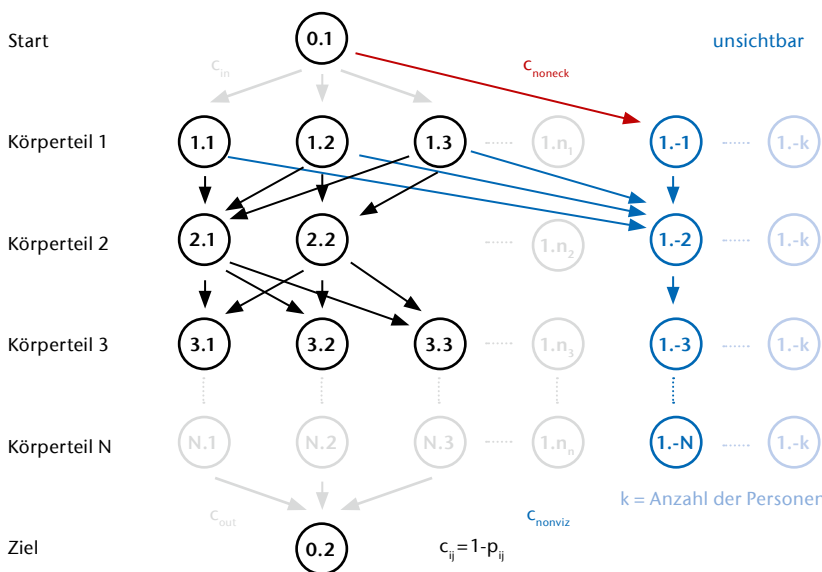 Start 0.1 unsichtbar
c_in c_noneck
Körperteil 1 1.1 1.2 1.3 1.n_1 1.-1 1.-k
Körperteil 2 2.1 2.2 1.n_2 1.-2 1.-k
Körperteil 3 3.1 3.2 3.3 1.n_3 1.-3 1.-k
Körperteil N N.1 N.2 N.3 1.n_n 1.-N 1.-k
k = Anzahl der Personen
c_out c_nonviz
Ziel 0.2 c_ij=1-p_ij